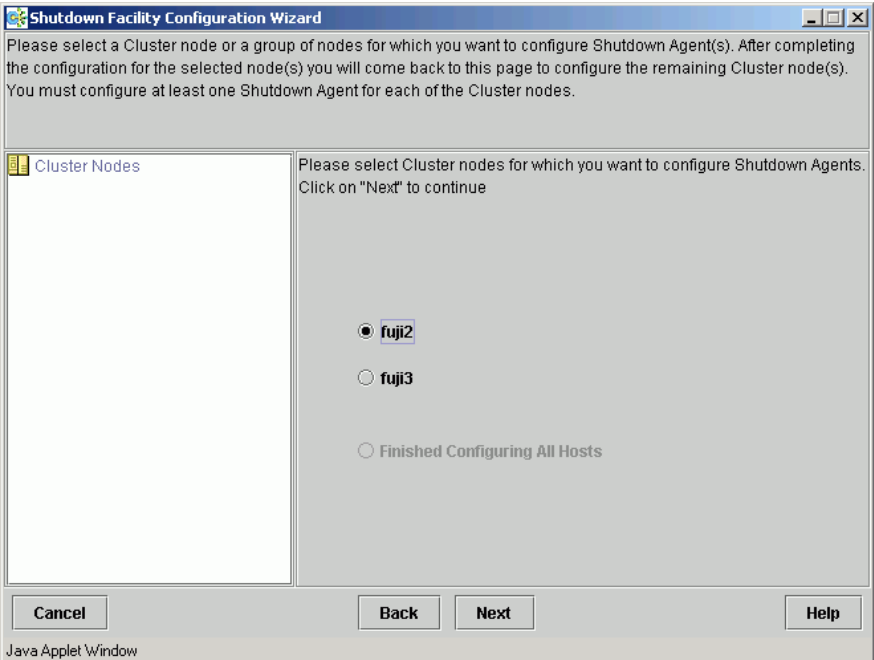 Shutdown Facility Configuration Wizard
Please select a Cluster node or a group of nodes for which you want to configure Shutdown Agent(s). After completing
the configuration for the selected node(s) you will come back to this page to configure the remaining Cluster node(s).
You must configure at least one Shutdown Agent for each of the Cluster nodes.
Cluster Nodes
Please select Cluster nodes for which you want to configure Shutdown Agents.
Click on "Next" to continue
fuji2
fuji3
Finished Configuring All Hosts
Cancel
Back
Next
Help
Java Applet Window